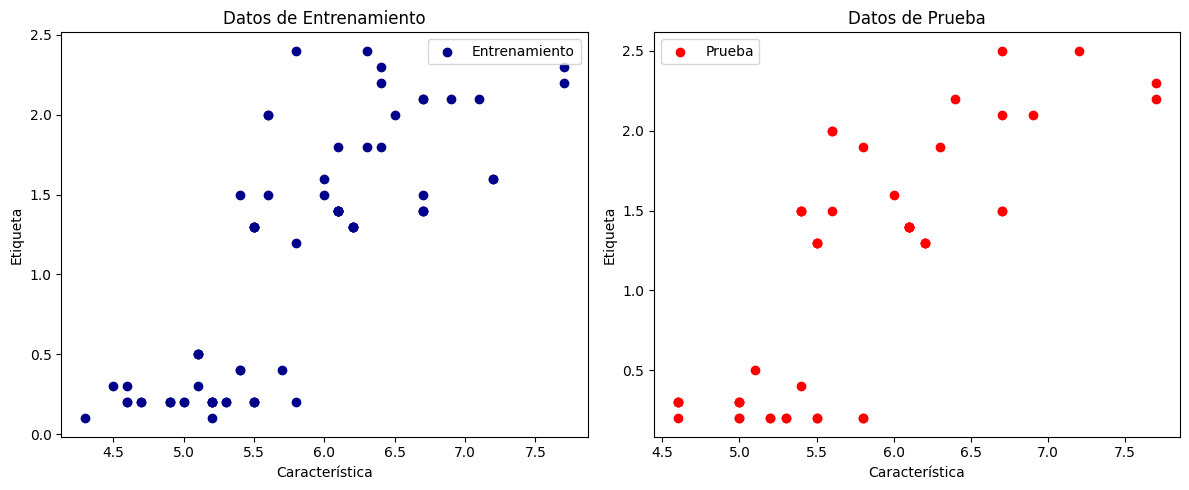 Datos de Entrenamiento
Entrenamiento
2.5
2.0
1.5
1.0
0.5
0.0
Etiqueta
4.5 5.0 5.5 6.0 6.5 7.0 7.5
Característica
Datos de Prueba
Prueba
2.5
2.0
1.5
1.0
0.5
Etiqueta
4.5 5.0 5.5 6.0 6.5 7.0 7.5
Característica